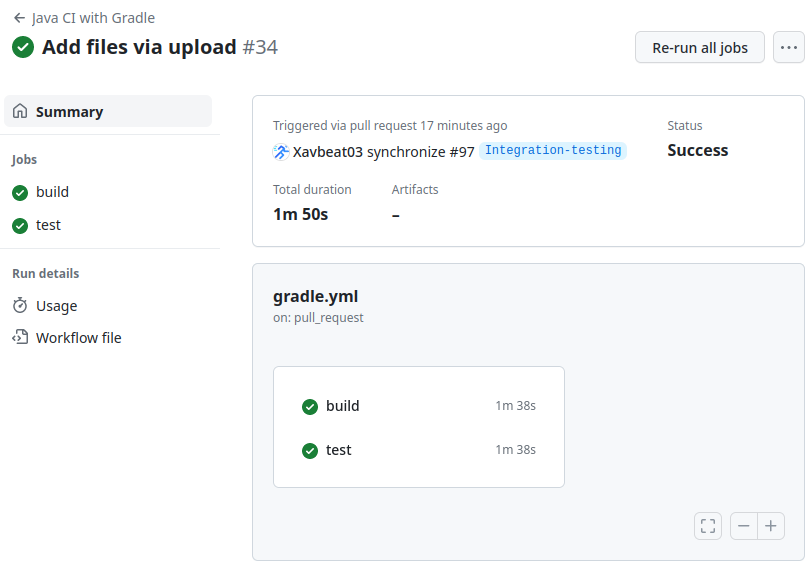 Java CI with Gradle
Add files via upload #34
Re-run all jobs
Summary
Jobs
build
test
Run details
Usage
Workflow file
Triggered via pull request 17 minutes ago
Xavbeat03 synchronize #97 Integration-testing
Status
Success
Total duration
1m 50s
Artifacts
–
gradle.yml
on: pull_request
build 1m 38s
test 1m 38s